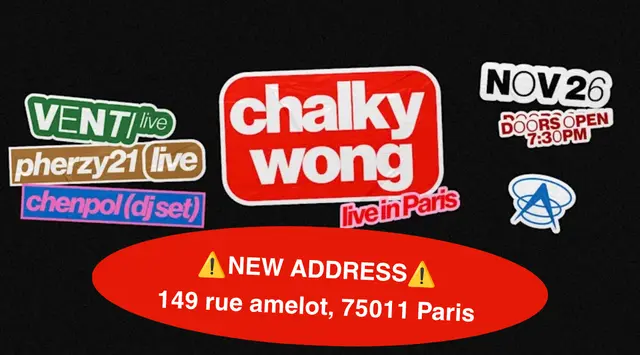 VENT/live
pherzy21 (live
chenpol (dj set)
chalky
wong
live in Paris
NOV 26
DOORS OPEN
7:30PM
⚠️NEW ADDRESS⚠️
149 rue amelot, 75011 Paris